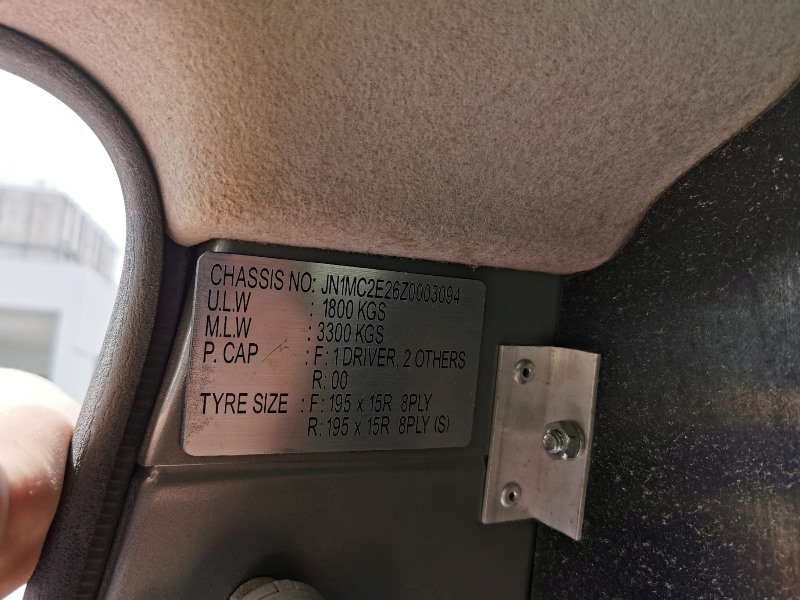 CHASSIS NO: JN1MC2E26Z0003094
U.L.W : 1800 KGS
M.L.W : 3300 KGS
P. CAP : F: 1 DRIVER, 2 OTHERS
R: 00
TYRE SIZE : F: 195 x 15R 8PLY
R: 195 x 15R 8PLY (S)